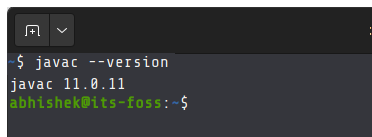 ~$ javac --version
javac 11.0.11
abhishek@its-foss:~$